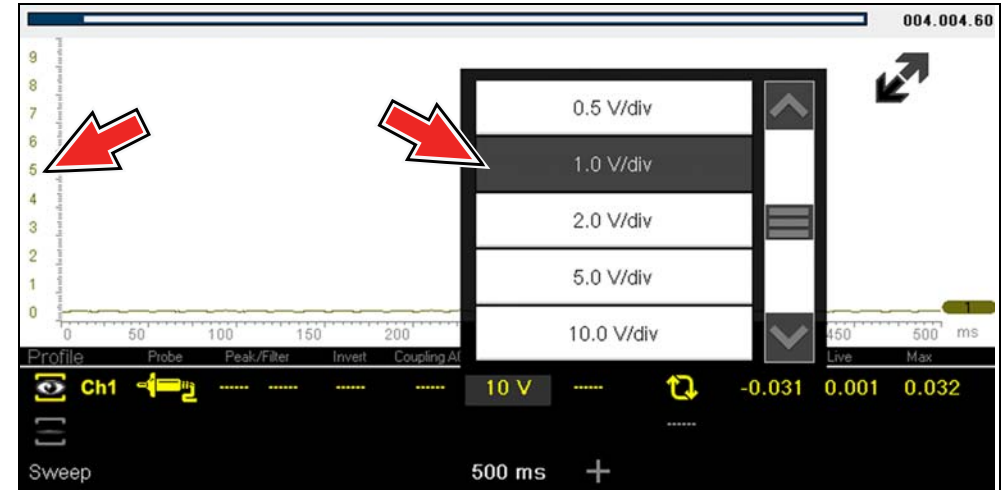 004.004.60
9
8
7
6
5
4
3
2
1
0
0.5 V/div
1.0 V/div
2.0 V/div
5.0 V/div
10.0 V/div
1
0 50 100 150 200 450 500 ms
Profile Probe Peak/Filter Invert Coupling Live Max
Ch1 ------ ------ ------ ------ 10 V ------ -0.031 0.001 0.032
------
Sweep 500 ms +